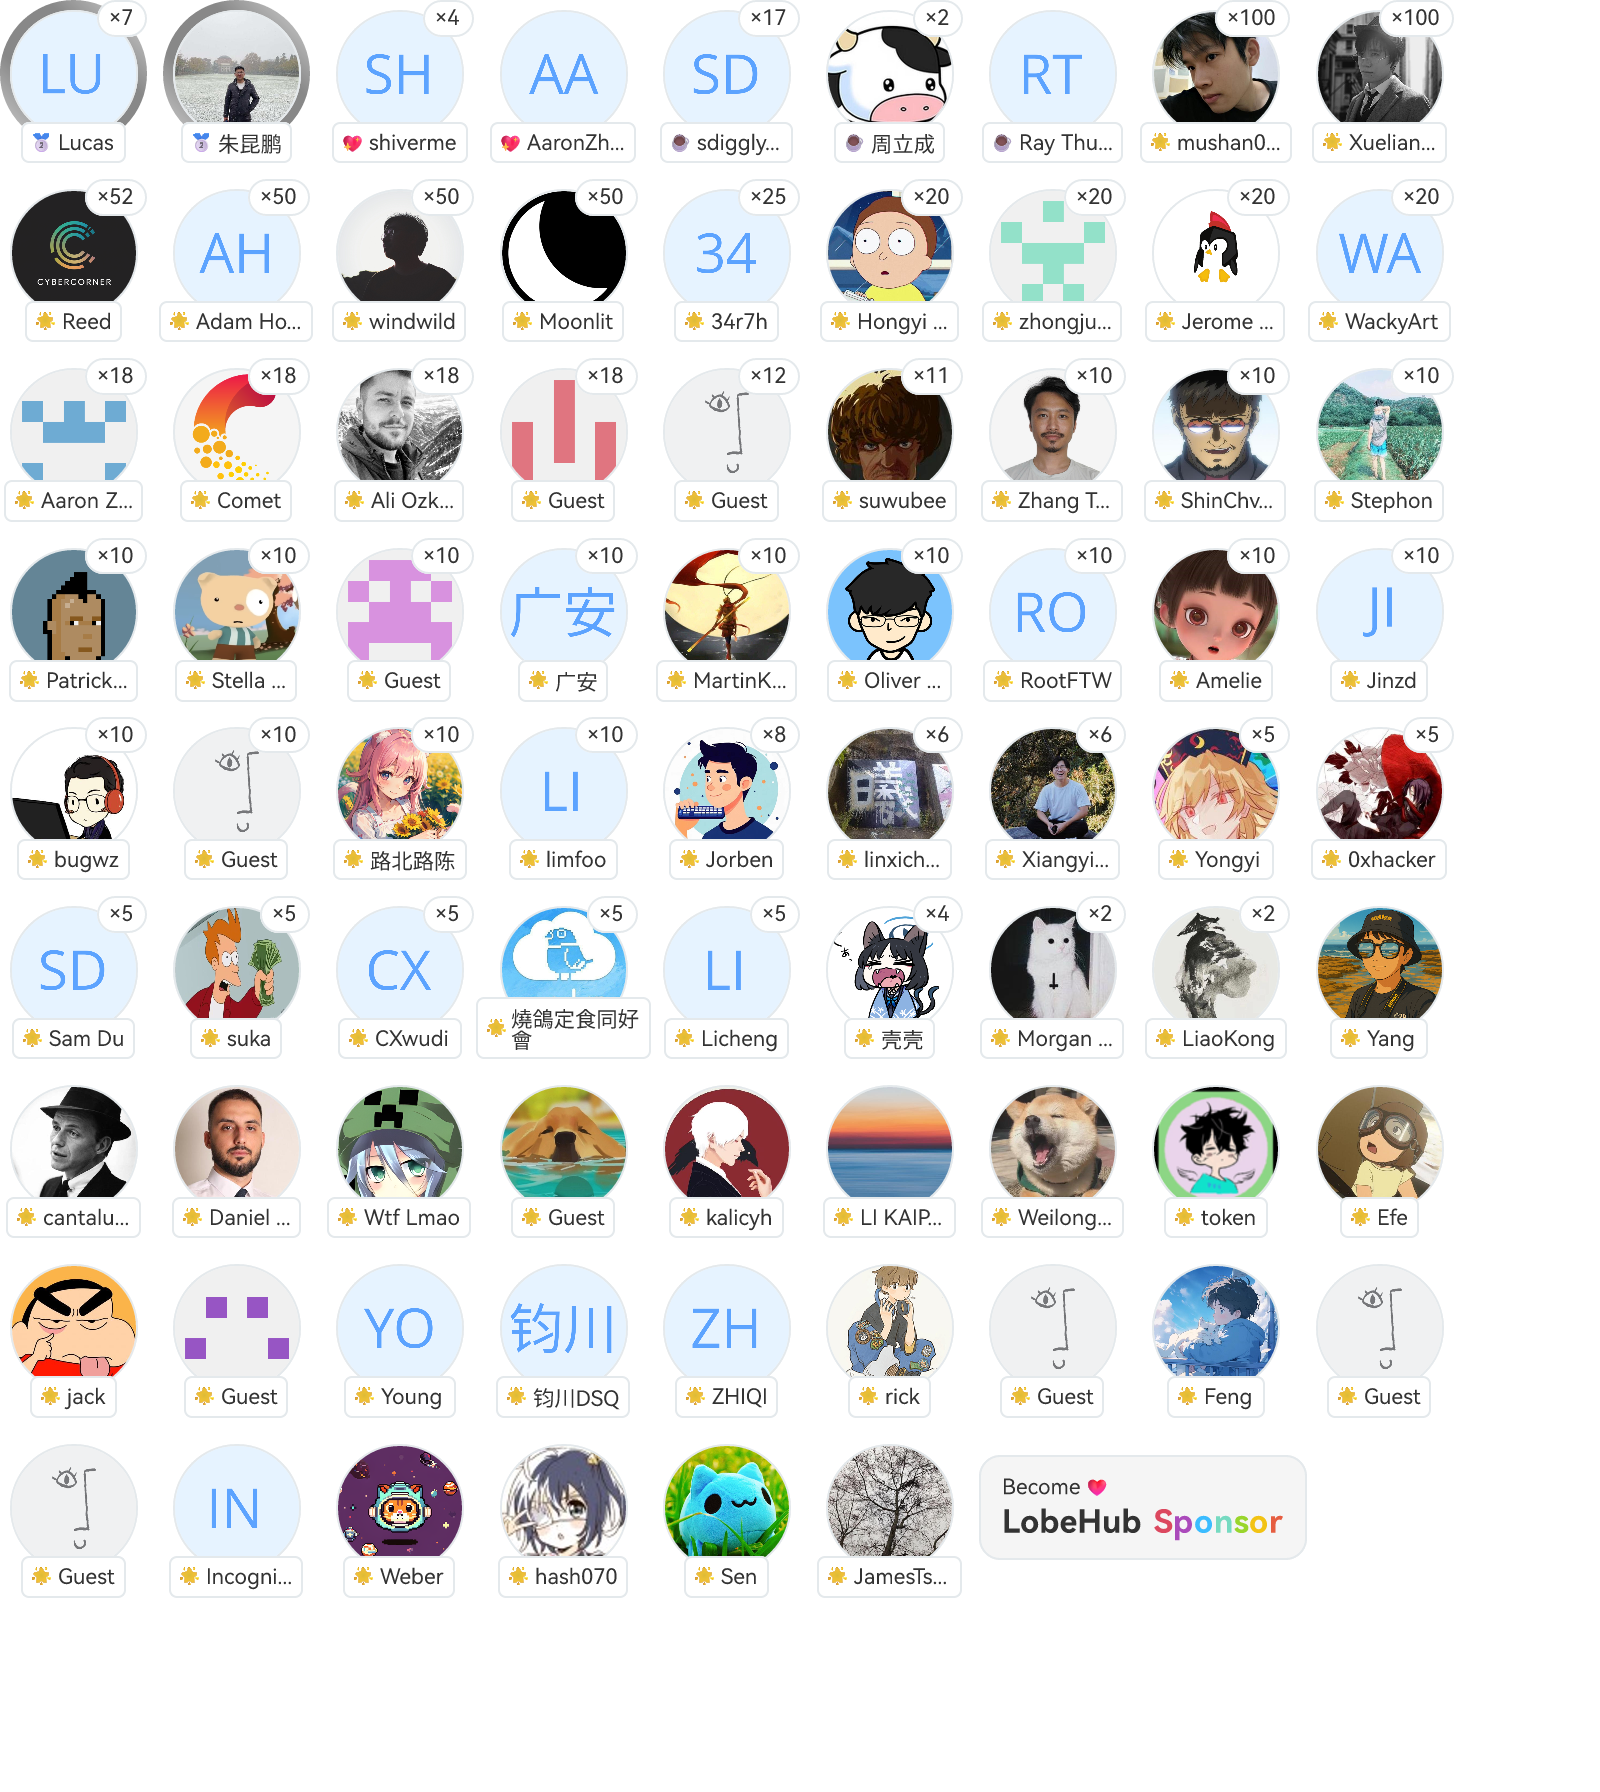 ×7
×4
×17
×2
×100
×100
LU
SH
AA
SD
RT
Lucas
朱昆鹏
shiverme
AaronZh...
sdiggly...
周立成
Ray Thu...
mushan0...
Xuelian...
×52
×50
×50
×50
×25
×20
×20
×20
×20
CYBERCORNER
AH
34
WA
Reed
Adam Ho...
windwild
Moonlit
34r7h
Hongyi ...
zhongju...
Jerome ...
WackyArt
×18
×18
×18
×18
×12
×11
×10
×10
×10
Aaron Z...
Comet
Ali Ozk...
Guest
Guest
suwubee
Zhang T...
ShinChv...
Stephon
×10
×10
×10
×10
×10
×10
×10
×10
×10
广安
RO
JI
Patrick...
Stella ...
Guest
广安
MartinK...
Oliver ...
RootFTW
Amelie
Jinzd
×10
×10
×10
×10
×8
×6
×6
×5
×5
LI
bugwz
Guest
路北路陈
limfoo
Jorben
linxich...
Xiangyi...
Yongyi
0xhacker
×5
×5
×5
×5
×5
×4
×2
×2
SD
CX
LI
Sam Du
suka
CXwudi
燒鴿定食同好
會
Licheng
壳壳
Morgan ...
LiaoKong
Yang
cantalu...
Daniel ...
Wtf Lmao
Guest
kalicyh
LI KAIP...
Weilong...
token
Efe
YO
钧川
ZH
jack
Guest
Young
钧川DSQ
ZHIQI
rick
Guest
Feng
Guest
IN
Guest
Incogni...
Weber
hash070
Sen
JamesTs...
Become
LobeHub Sponsor